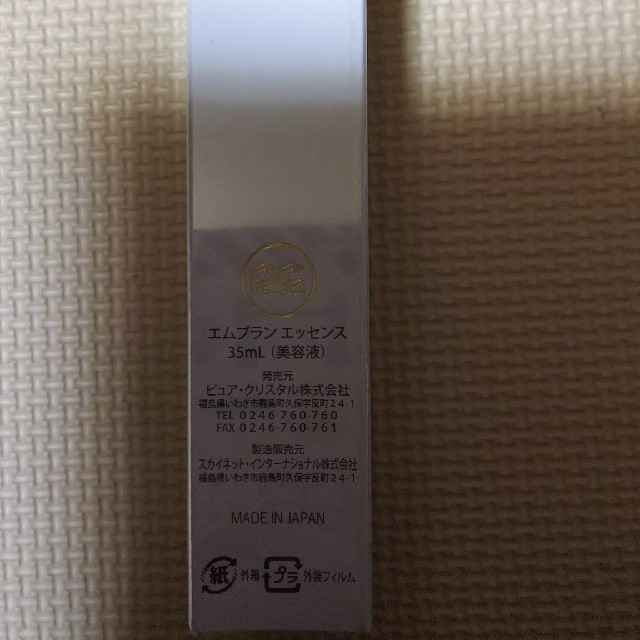 エムブラン エッセンス
35mL（美容液）
発売元
ピュア・クリスタル株式会社
福島県いわき市鹿島町久保字反町24-1
TEL 0246-760-760
FAX 0246-760-761
製造販売元
スカイネット・インターナショナル株式会社
福島県いわき市鹿島町久保字反町24-1
MADE IN JAPAN
紙 外箱 プラ 外装フィルム